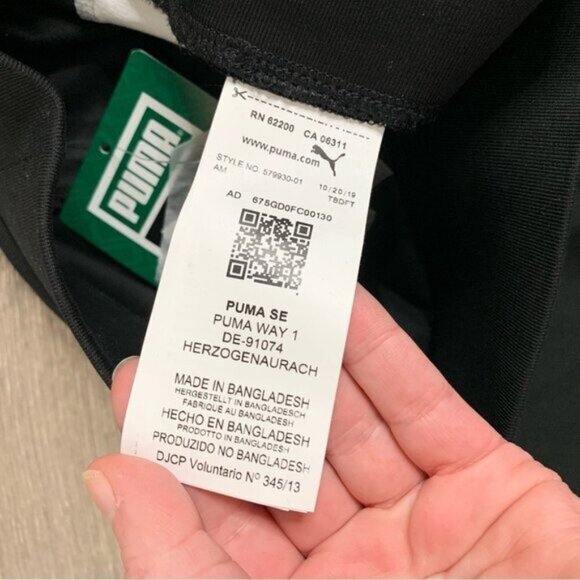 PUMA
RN 62200 CA 06311
www.puma.com
STYLE NO. 579930-01 10/20/19
AM TBDFT
AD 675GD0FC00130
PUMA SE
PUMA WAY 1
DE-91074
HERZOGENAURACH
MADE IN BANGLADESH
HERGESTELLT IN BANGLADESCH
FABRIQUÉ AU BANGLADESH
HECHO EN BANGLADESH
PRODOTTO IN BANGLADESH
PRODUZIDO NO BANGLADESH
DJCP Voluntario Nº 345/13